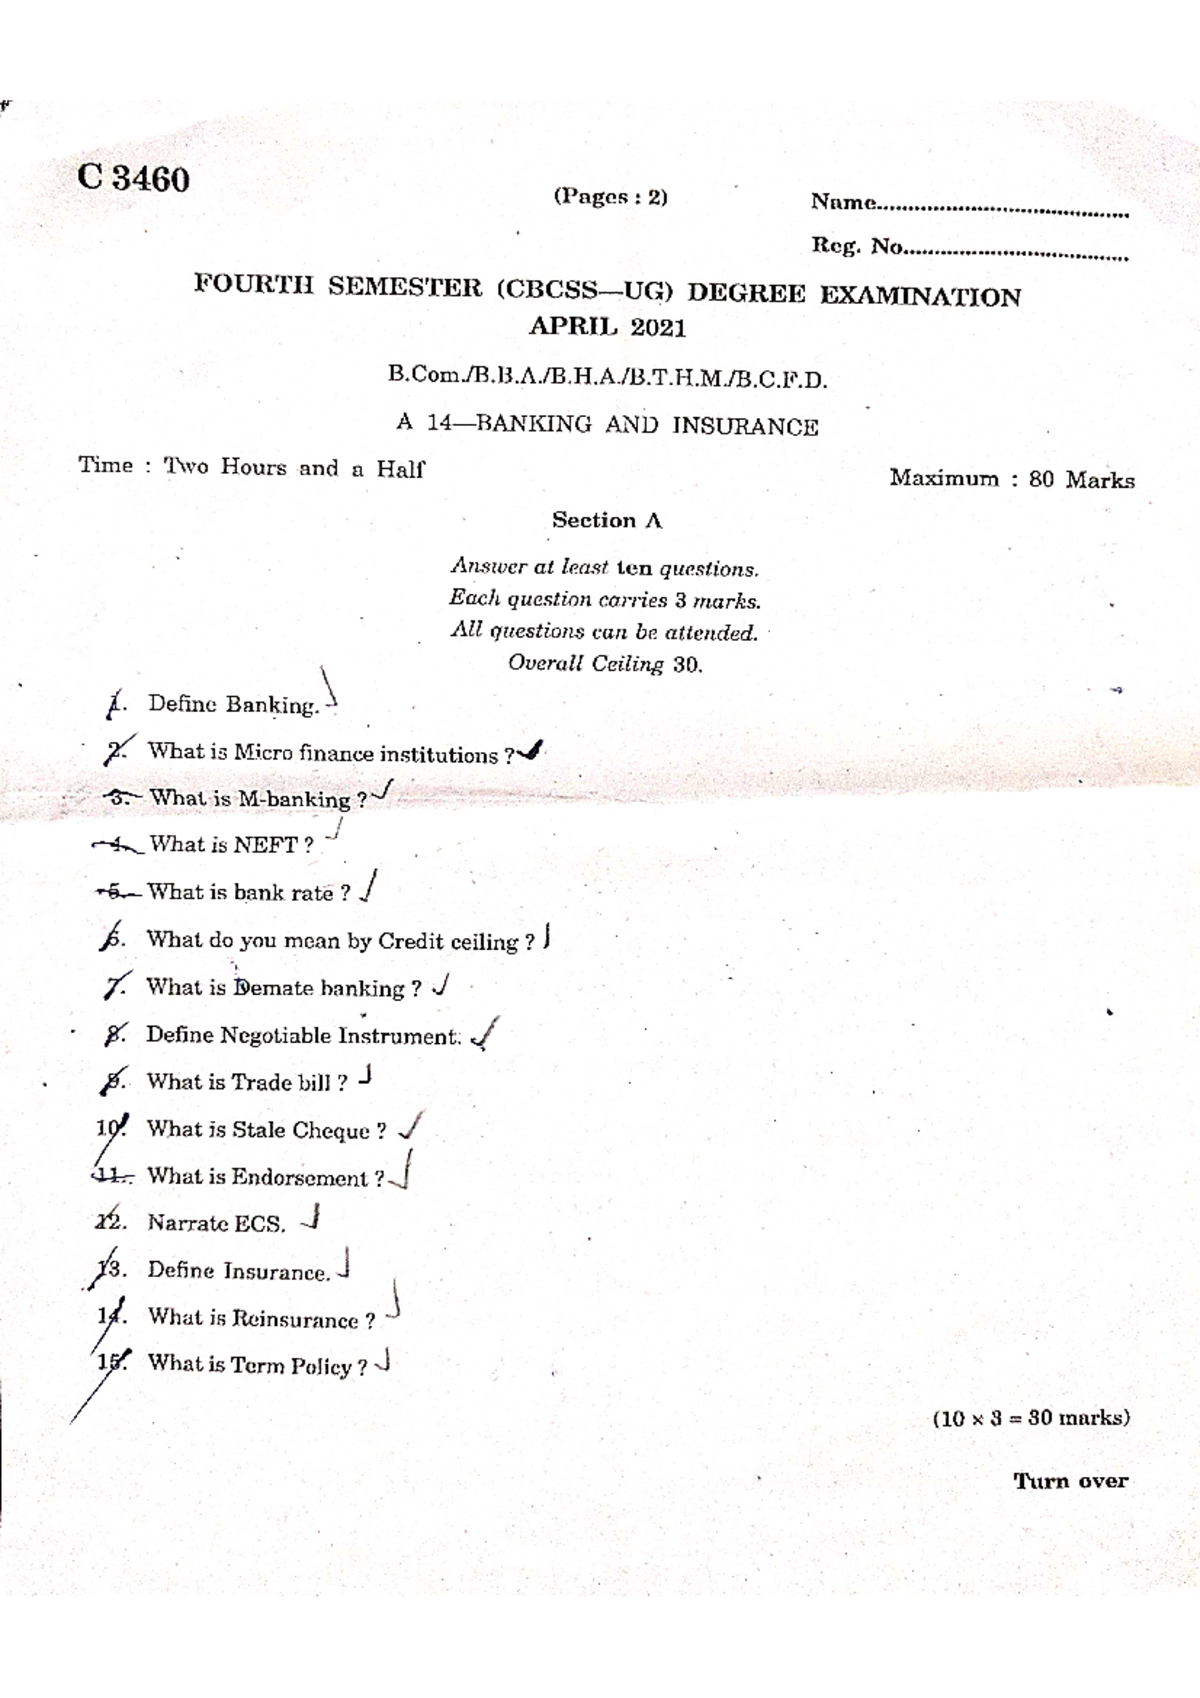 C 3460
(Pages : 2)
Name
Reg. No
FOURTH SEMESTER (CBCSS—UG) DEGREE EXAMINATION
APRIL 2021
B.Com./B.B.A./B.H.A./B.T.H.M./B.C.F.D.
A 14—BANKING AND INSURANCE
Time : Two Hours and a Half
Maximum : 80 Marks
Section A
Answer at least ten questions.
Each question carries 3 marks.
All questions can be attended.
Overall Ceiling 30.
1. Define Banking.
2. What is Micro finance institutions ?
3. What is M-banking ?
4. What is NEFT ?
5. What is bank rate ?
6. What do you mean by Credit ceiling ?
7. What is Demate banking ?
8. Define Negotiable Instrument.
9. What is Trade bill ?
10. What is Stale Cheque ?
11. What is Endorsement ?
12. Narrate ECS.
13. Define Insurance.
14. What is Reinsurance ?
15. What is Term Policy ?
(10 × 3 = 30 marks)
Turn over